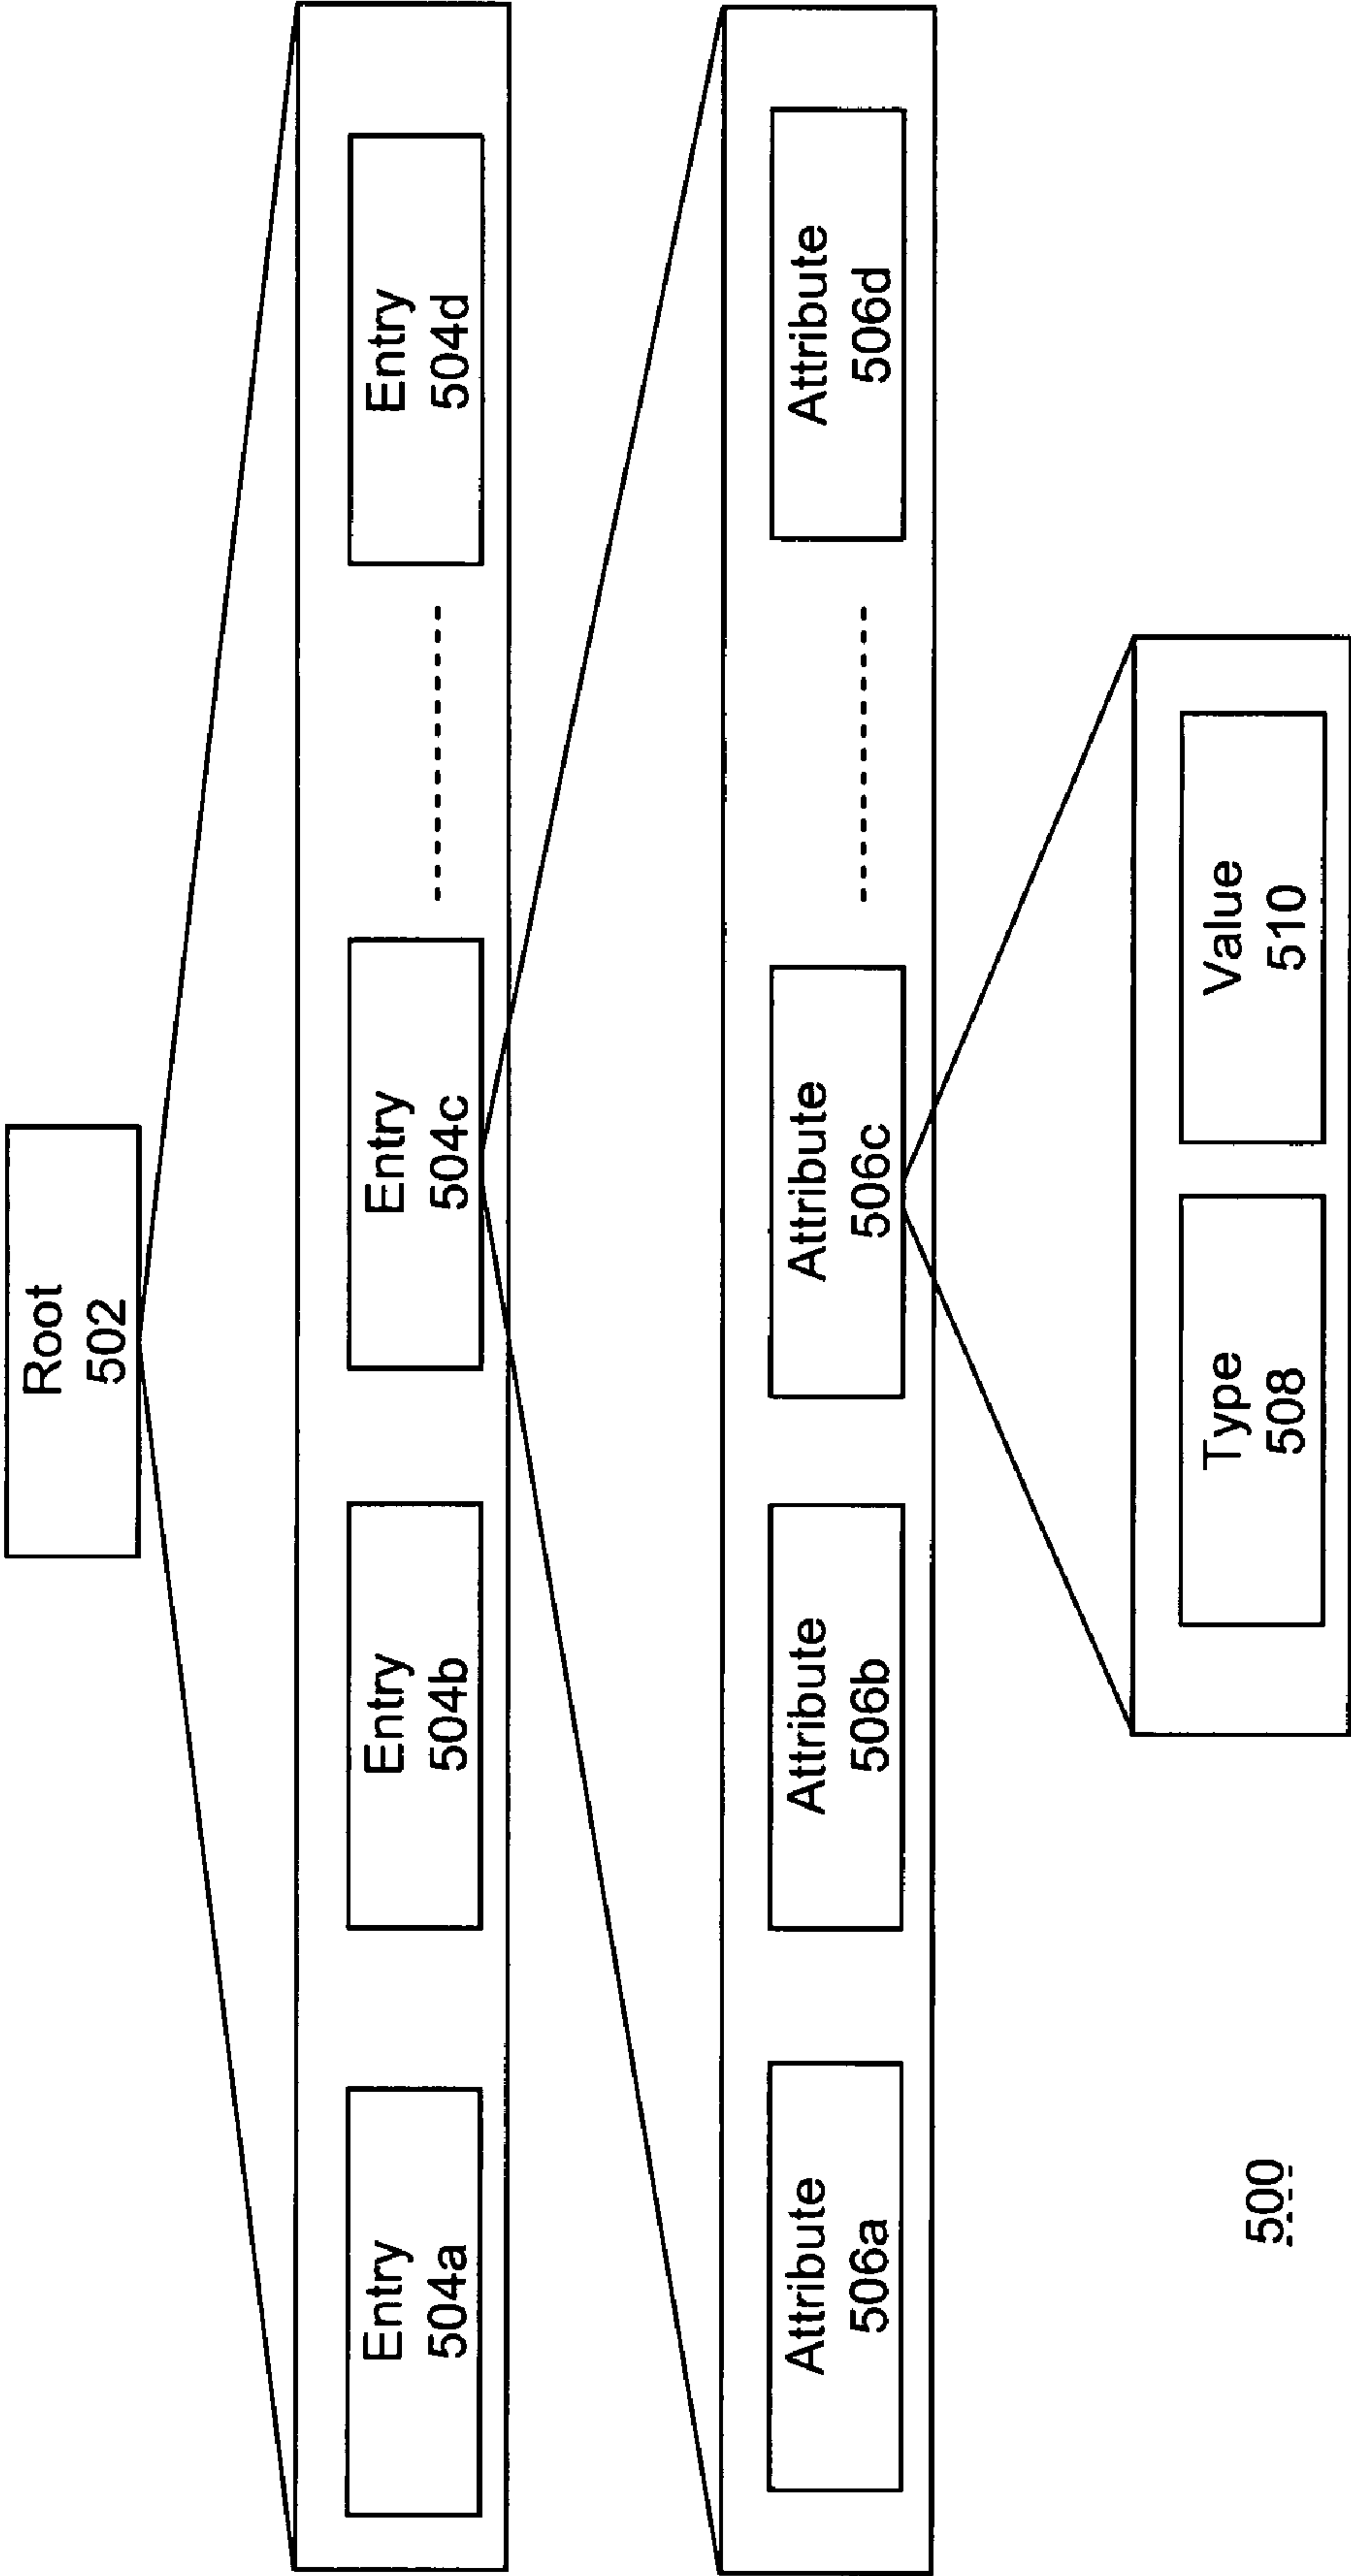 Root
502
Entry
504a
Entry
504b
Entry
504c
Entry
504d
Attribute
506a
Attribute
506b
Attribute
506c
Attribute
506d
Type
508
Value
510
500